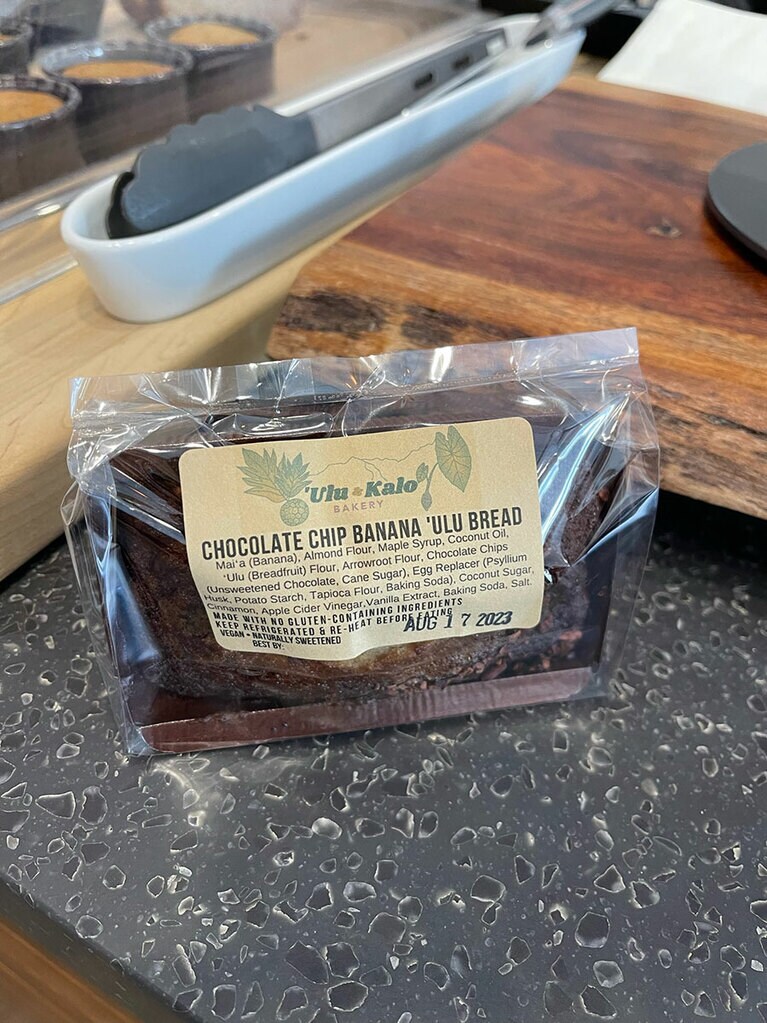 'Ulu & Kalo
BAKERY
CHOCOLATE CHIP BANANA 'ULU BREAD
Mai'a (Banana), Almond Flour, Maple Syrup, Coconut Oil,
'Ulu (Breadfruit) Flour, Arrowroot Flour, Chocolate Chips
(Unsweetened Chocolate, Cane Sugar), Egg Replacer (Psyllium
Husk, Potato Starch, Tapioca Flour, Baking Soda), Coconut Sugar,
Cinnamon, Apple Cider Vinegar, Vanilla Extract, Baking Soda, Salt.
MADE WITH NO GLUTEN-CONTAINING INGREDIENTS
KEEP REFRIGERATED & RE-HEAT BEFORE EATING
VEGAN • NATURALLY SWEETENED
BEST BY:
AUG 17 2023